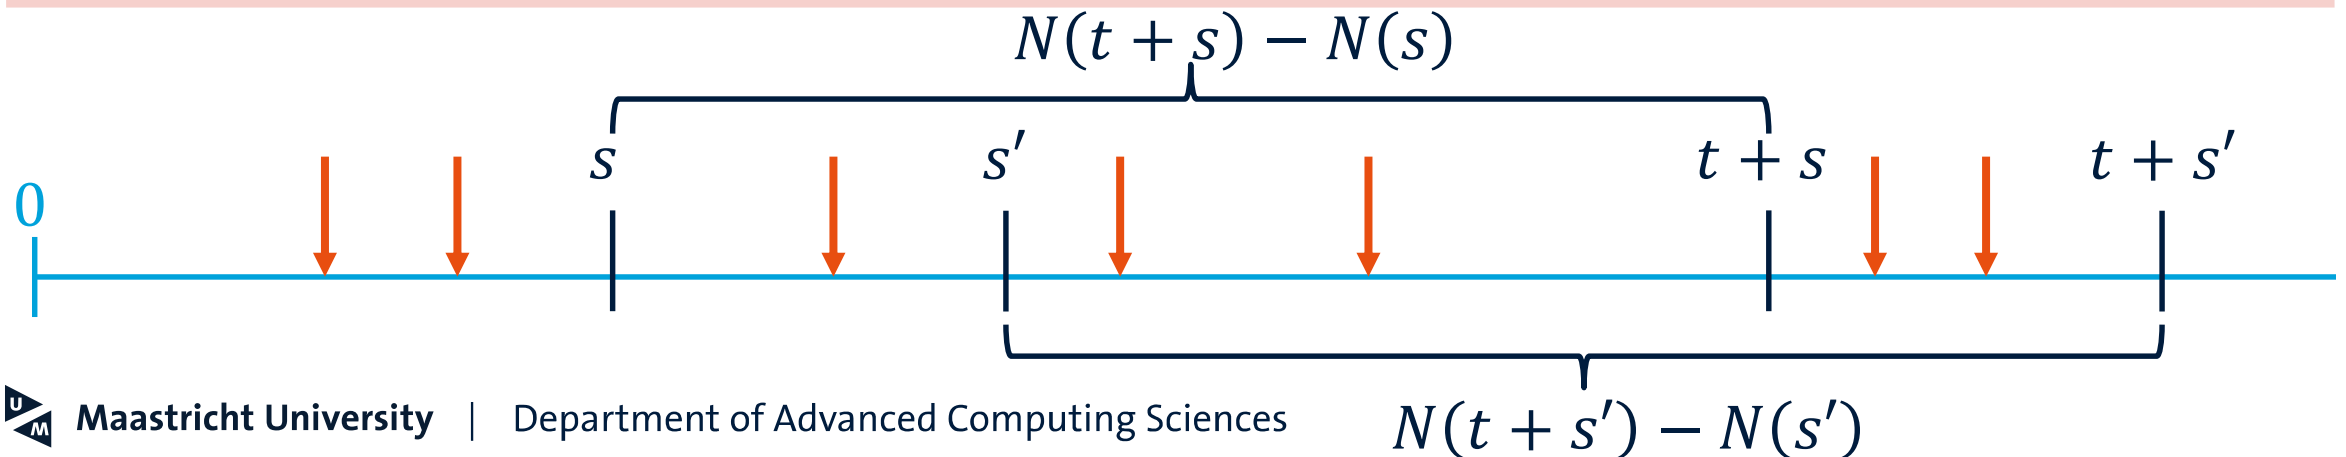 N(t + s) − N(s)
s s′ t + s t + s′
0
U
M
Maastricht University | Department of Advanced Computing Sciences
N(t + s′) − N(s′)